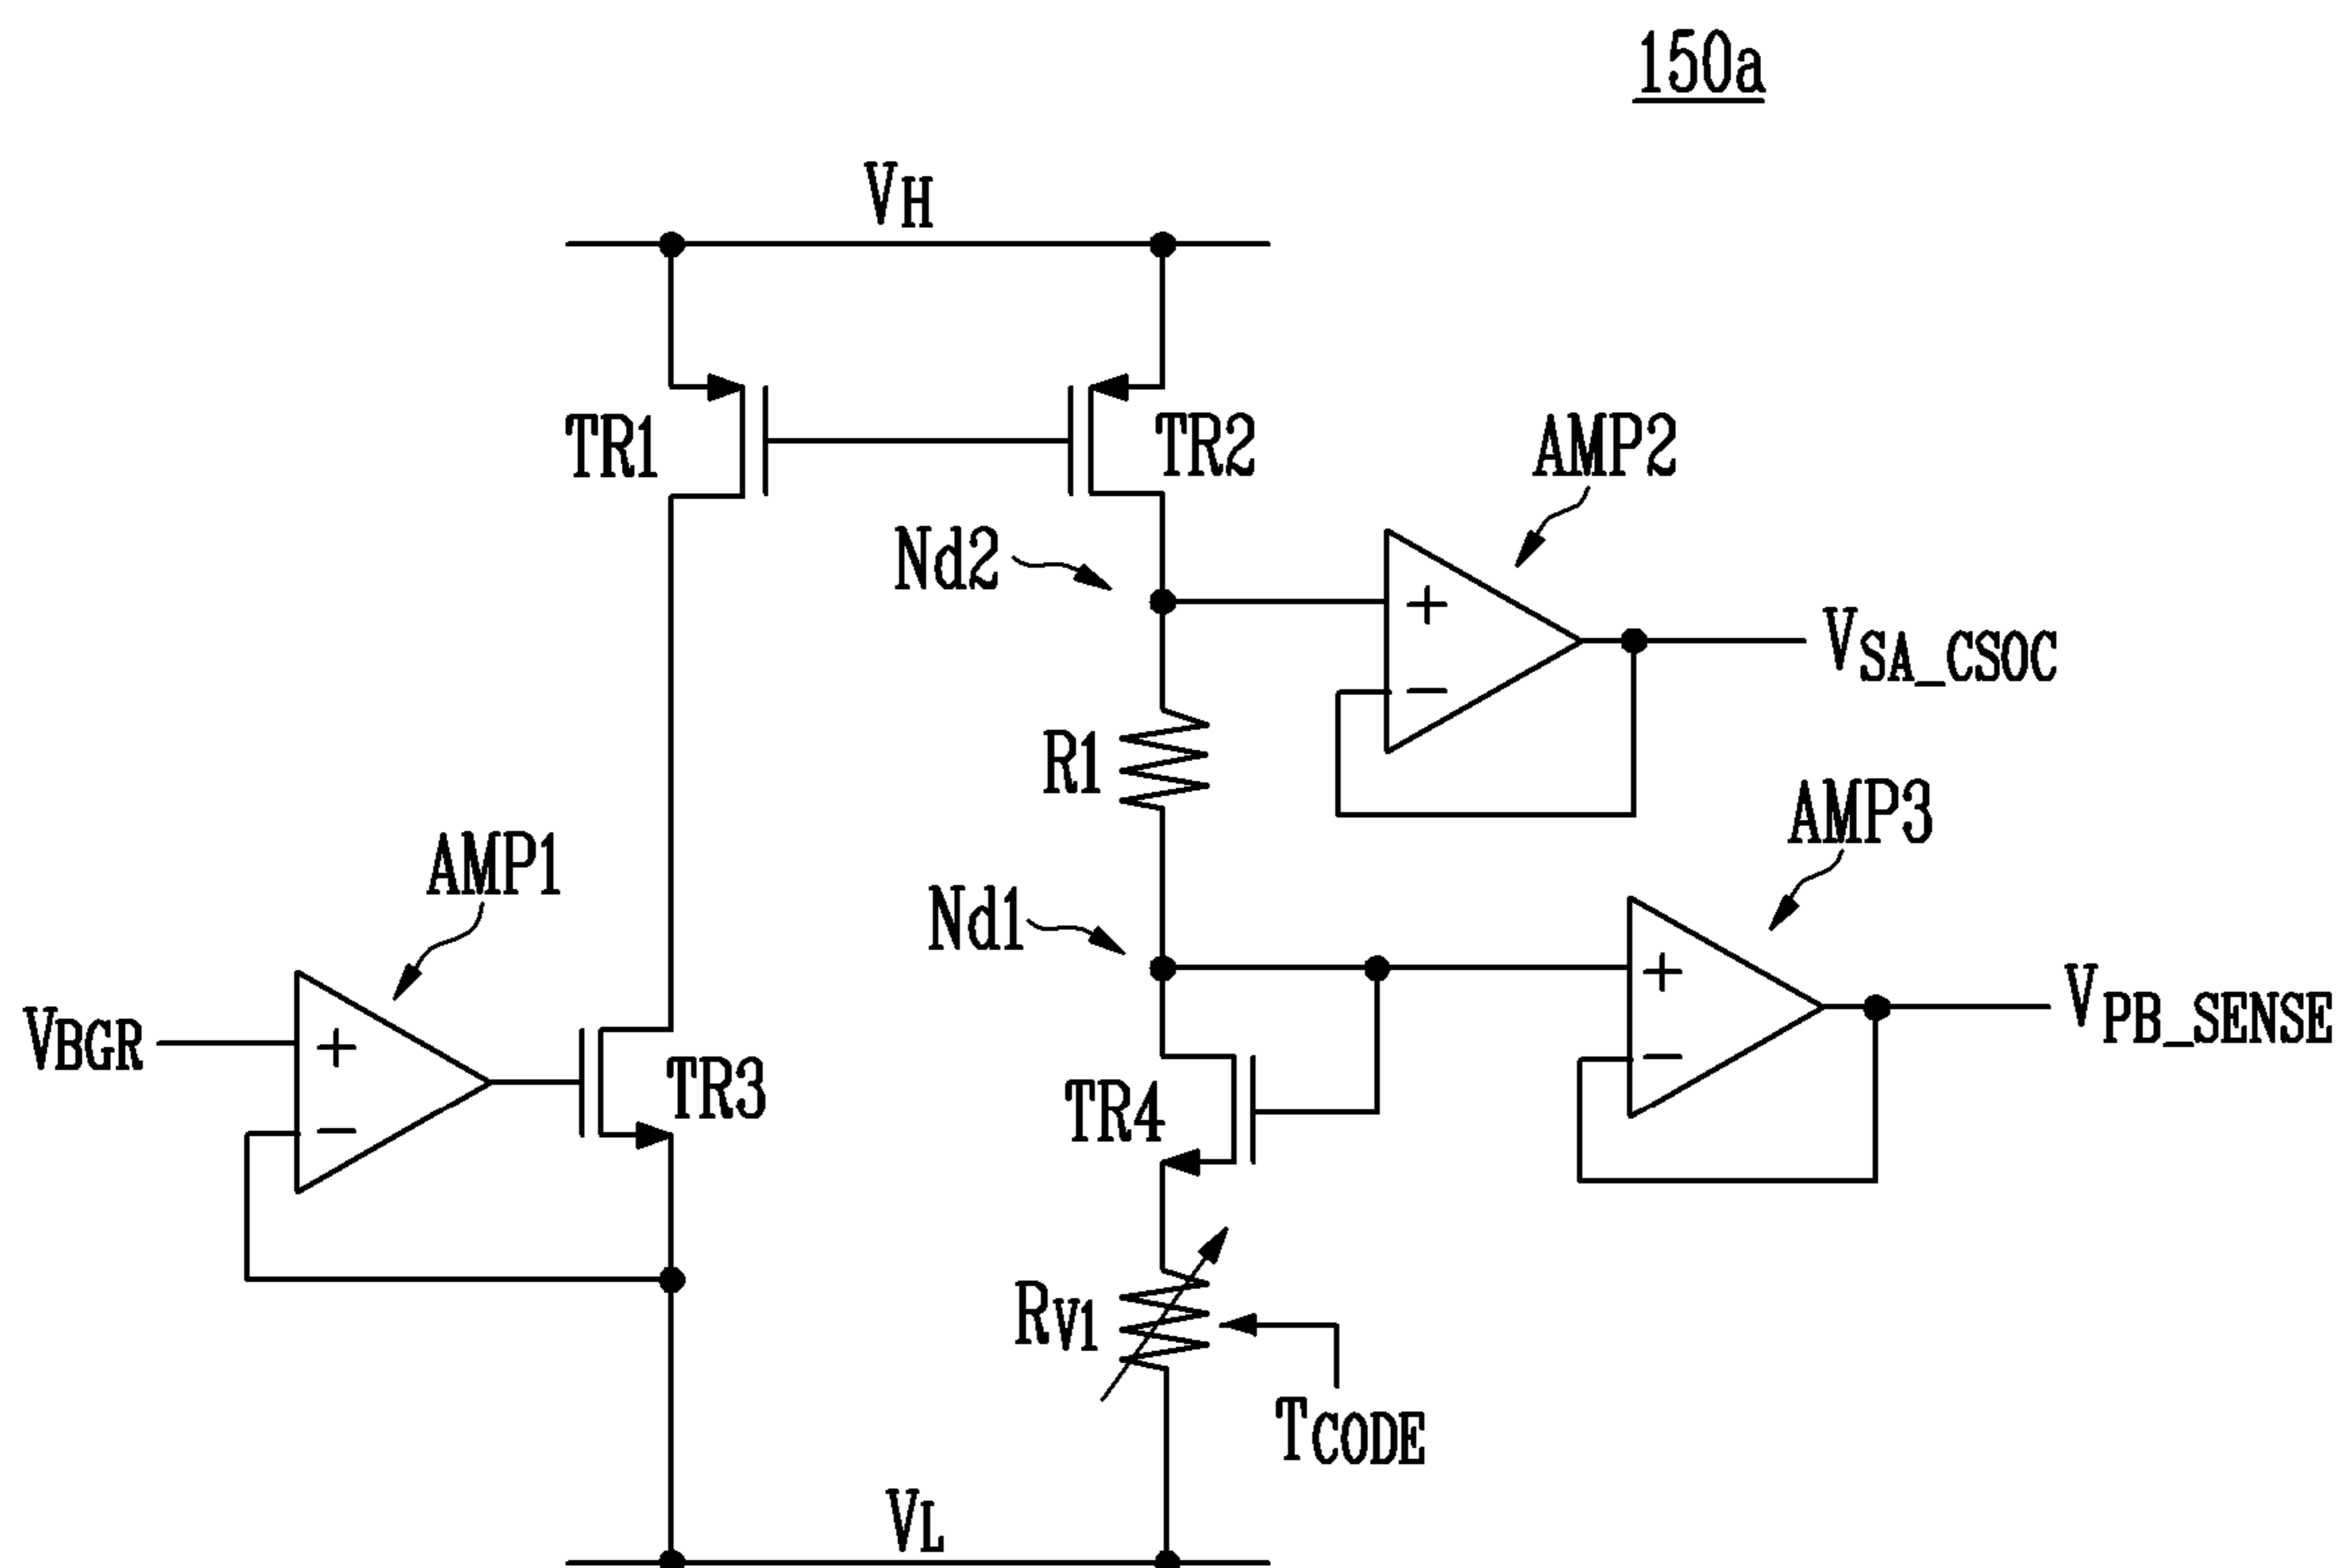 150a
VH
TR1
TR2
AMP2
Nd2
+
−
VSA_CSOC
R1
AMP3
AMP1
Nd1
+
−
VPB_SENSE
VBGR
+
−
TR3
TR4
RV1
TCODE
VL